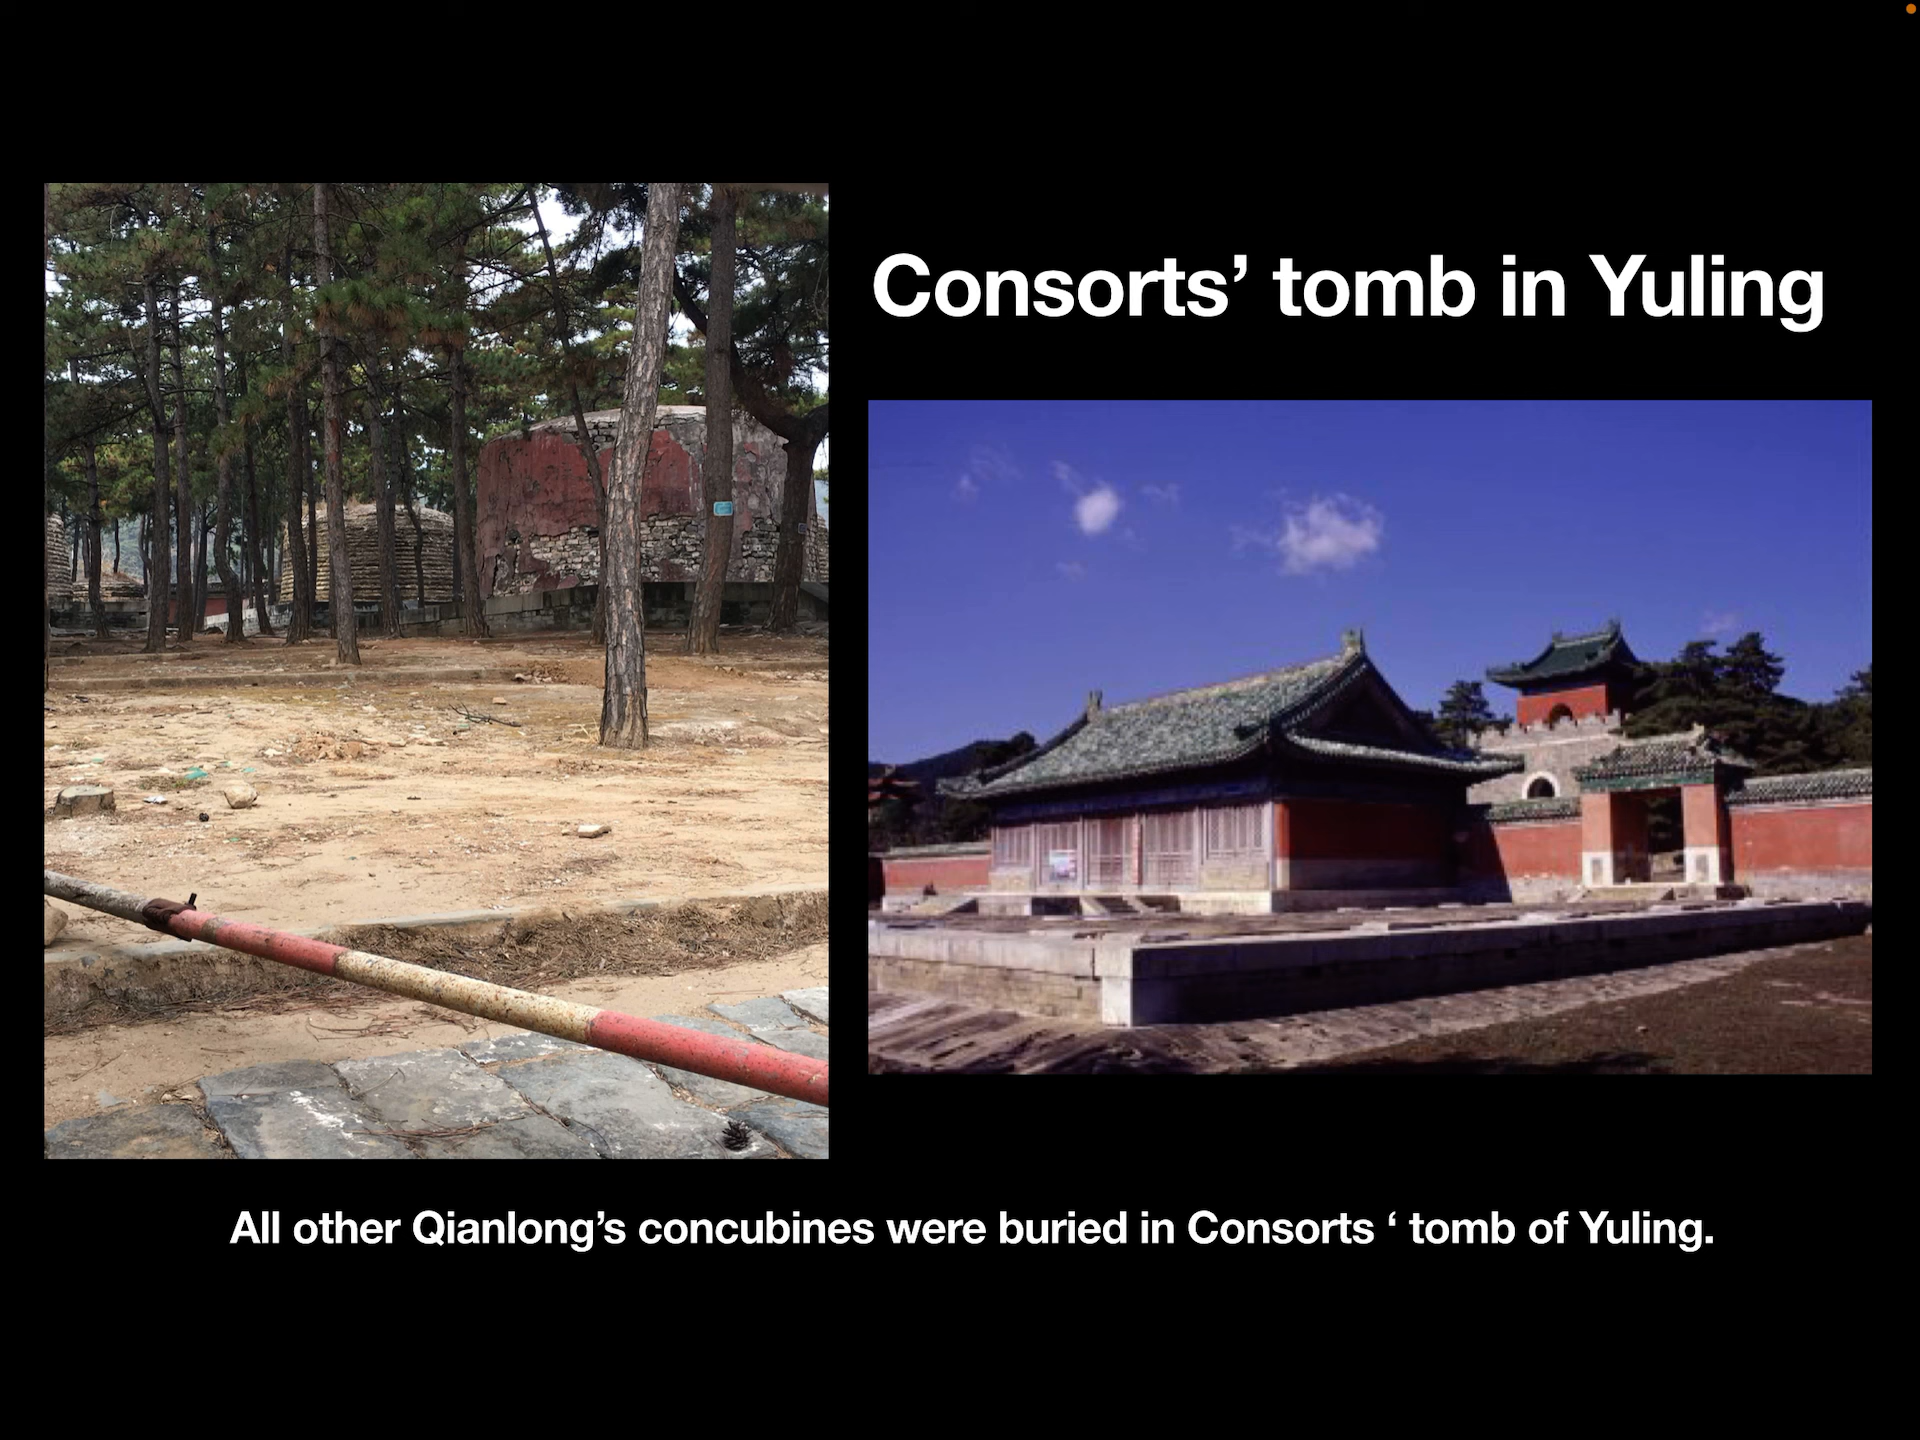 Consorts’ tomb in Yuling
All other Qianlong’s concubines were buried in Consorts ‘ tomb of Yuling.